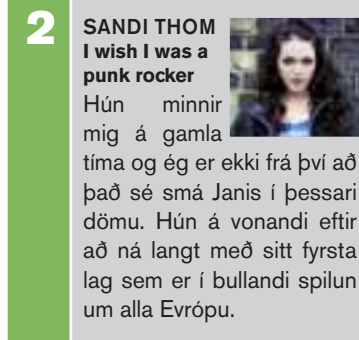 2
SANDI THOM
I wish I was a
punk rocker
Hún minnir
mig á gamla
tíma og ég er ekki frá því að
það sé smá Janis í þessari
dömu. Hún á vonandi eftir
að ná langt með sitt fyrsta
lag sem er í bullandi spilun
um alla Evrópu.